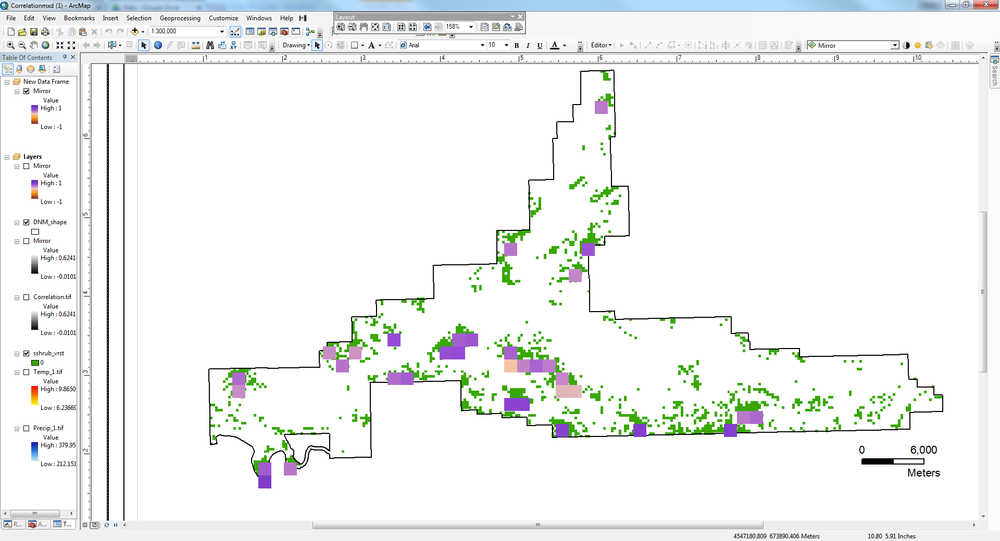 Correlationmxd (1) - ArcMap
File Edit View Bookmarks Insert Selection Geoprocessing Customize Windows Help
Layout
1:300,000
158%
Drawing
Arial
10
B I U A
Editor
Mirror
Table Of Contents
1 2 3 4 5 6 7 8 9 10
New Data Frame
Mirror
Value
High : 1
Low : -1
Layers
Mirror
Value
High : 1
Low : -1
DNM_shape
Mirror
Value
High : 0.6241
Low : -0.0101
Correlation.tif
Value
High : 0.6241
Low : -0.0101
sshrub_vrst
0
Temp_1.tif
Value
High : 9.8650
Low : 6.23669
Precip_1.tif
Value
High : 379.95
Low : 212.151
R... A... T...
6
5
4
3
2
0 6,000
Meters
Search
4547180.809 673890.406 Meters
10.80 5.91 Inches